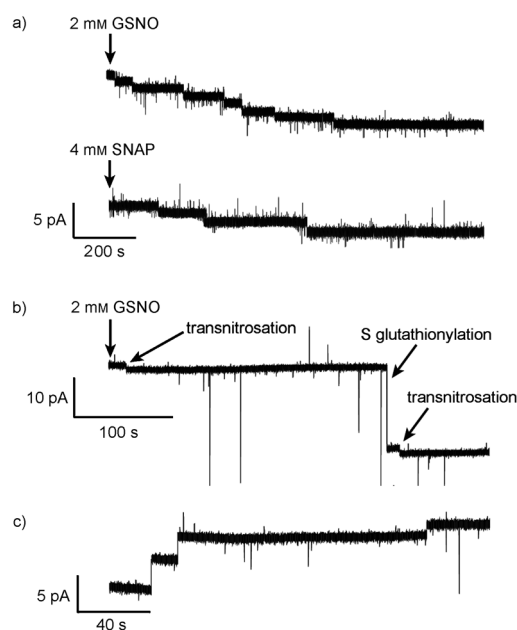 a)
2 mM GSNO
4 mM SNAP
5 pA
200 s
b)
2 mM GSNO
transnitrosation
S glutathionylation
10 pA
transnitrosation
100 s
c)
5 pA
40 s